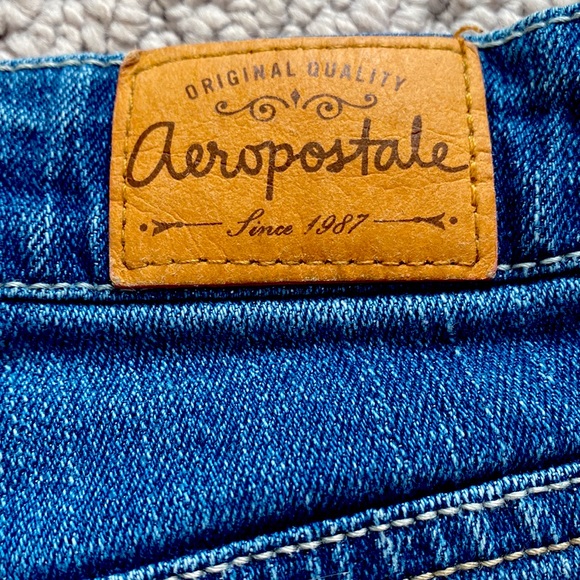 ORIGINAL QUALITY
Aeropostale
Since 1987